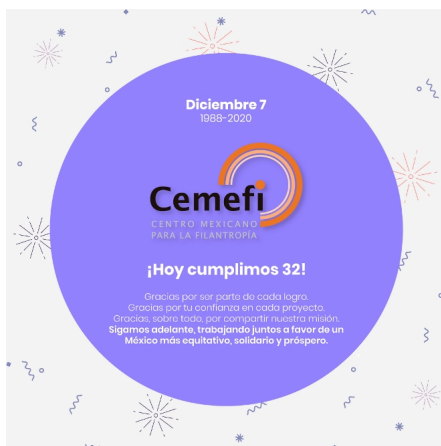 Diciembre 7
1988-2020
Cemefi
CENTRO MEXICANO
PARA LA FILANTROPÍA
¡Hoy cumplimos 32!
Gracias por ser parte de cada logro.
Gracias por tu confianza en cada proyecto.
Gracias, sobre todo, por compartir nuestra misión.
Sigamos adelante, trabajando juntos a favor de un
México más equitativo, solidario y próspero.